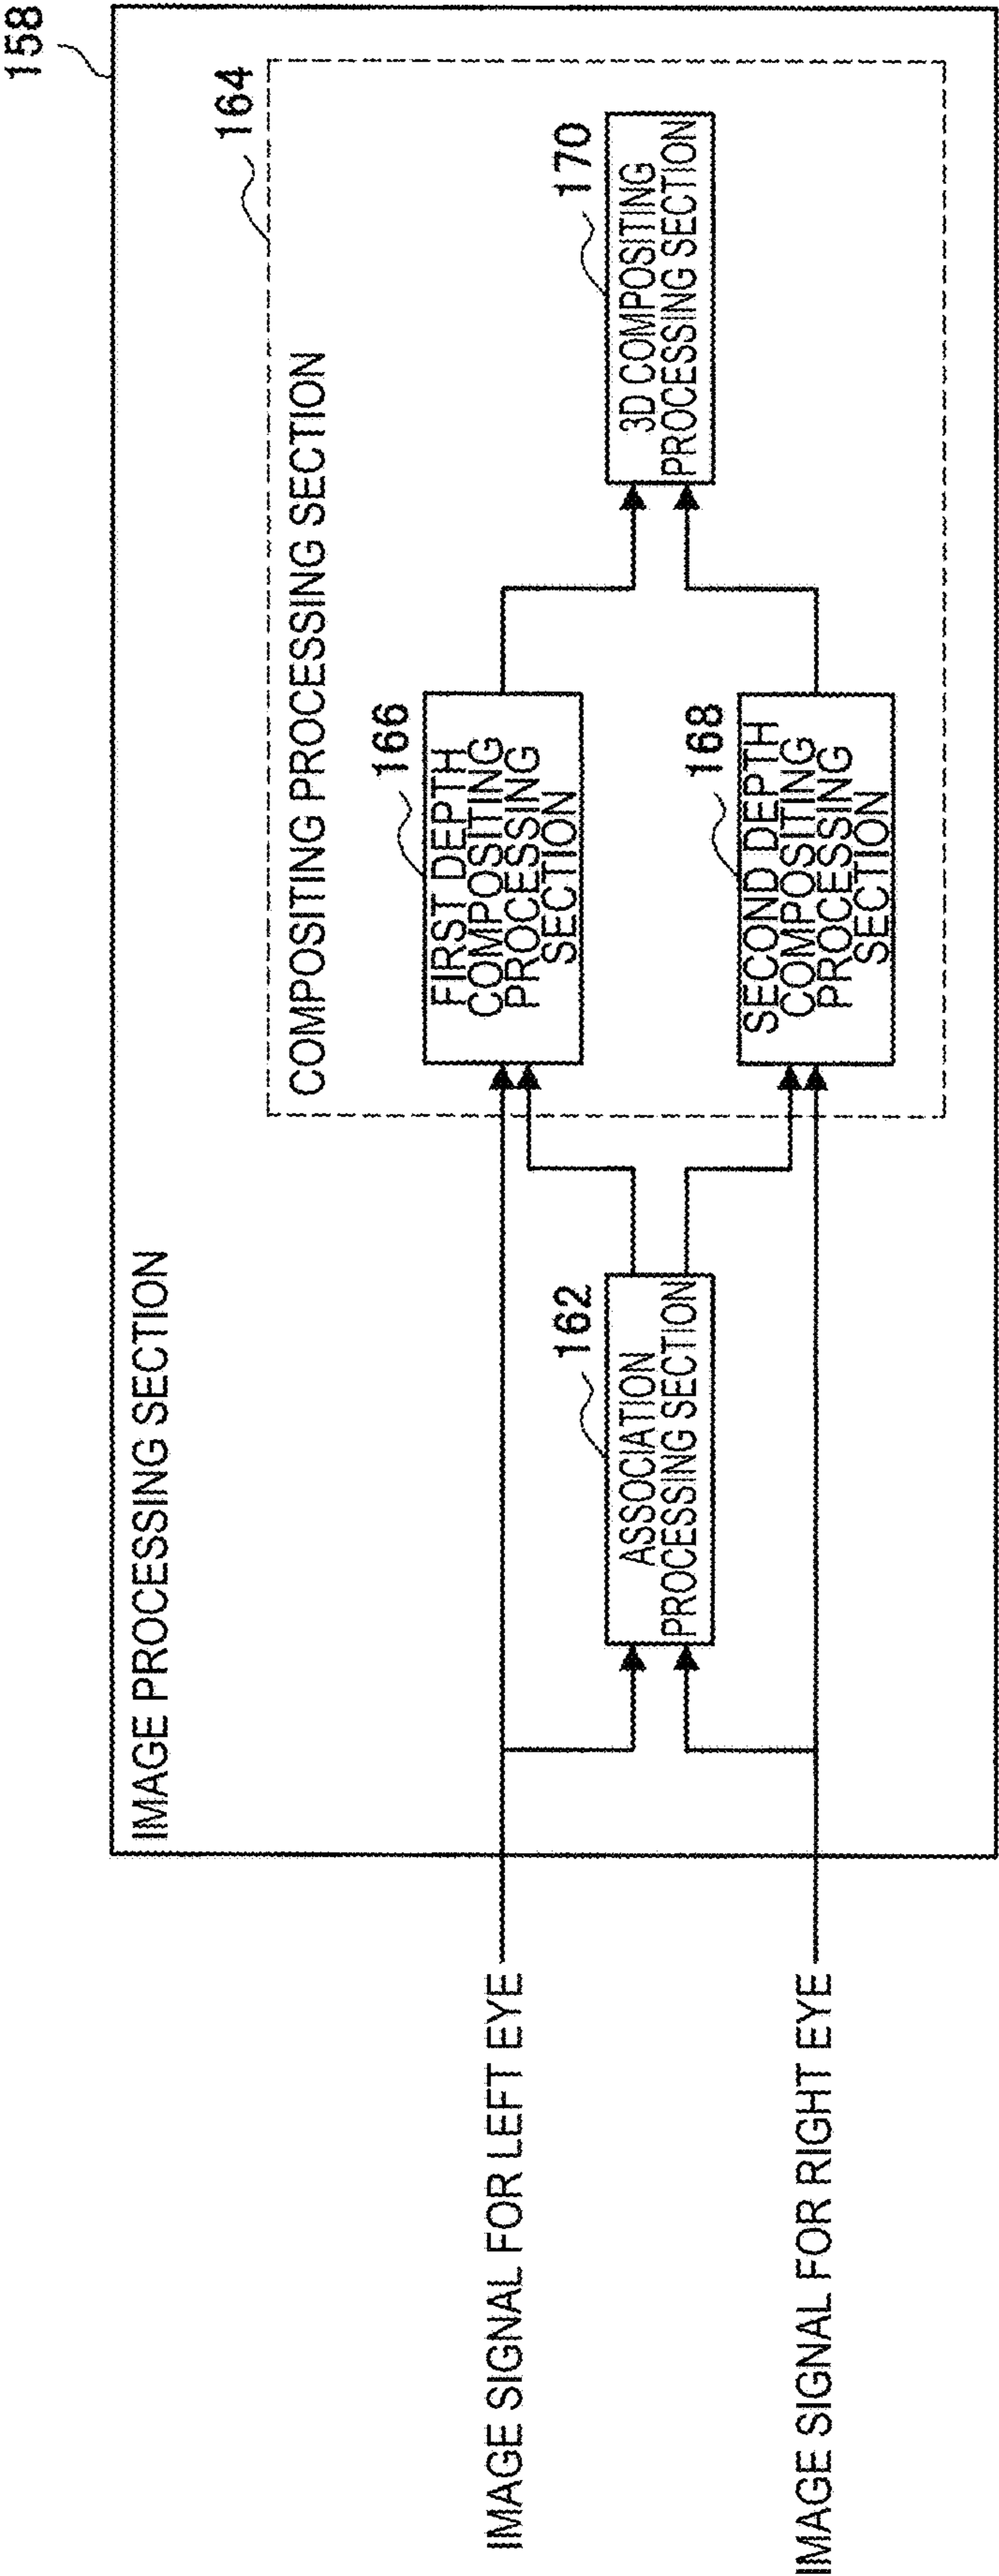 158
IMAGE PROCESSING SECTION
164
COMPOSITING PROCESSING SECTION
166
FIRST DEPTH
COMPOSITING
PROCESSING
SECTION
IMAGE SIGNAL FOR LEFT EYE
162
ASSOCIATION
PROCESSING SECTION
170
3D COMPOSITING
PROCESSING SECTION
168
SECOND DEPTH
COMPOSITING
PROCESSING
SECTION
IMAGE SIGNAL FOR RIGHT EYE